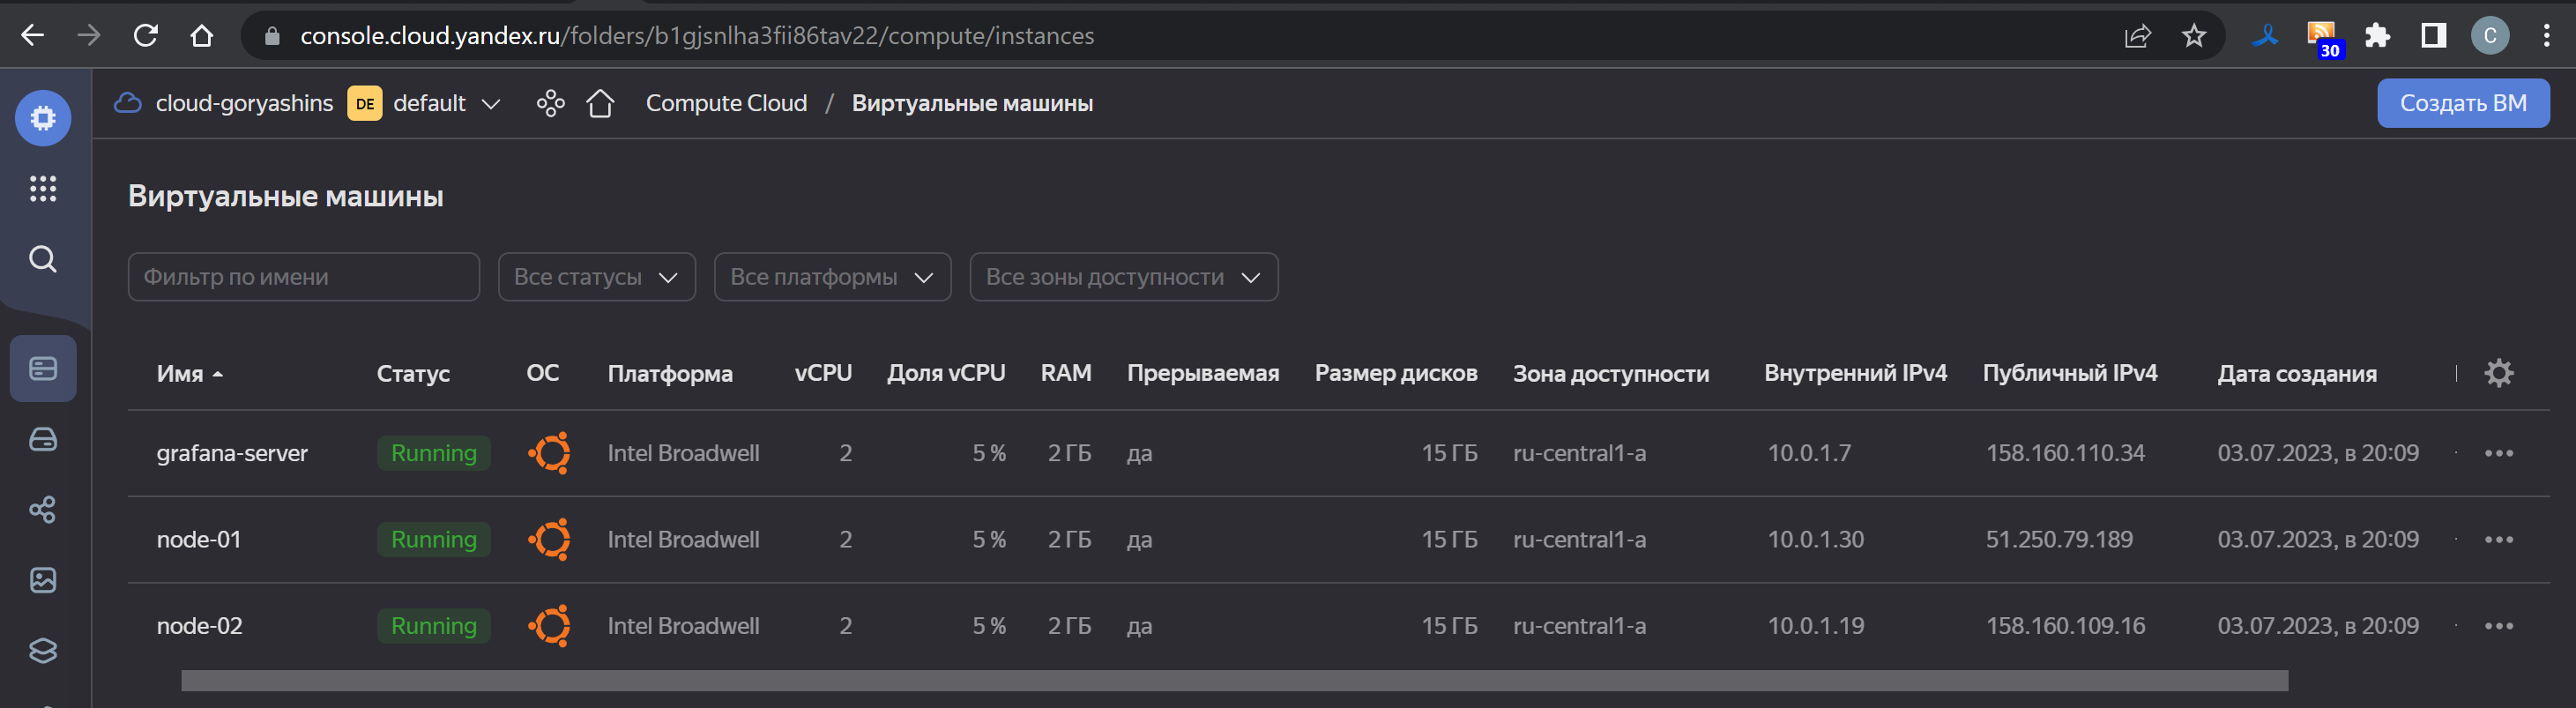 console.cloud.yandex.ru/folders/b1gjsnlha3fii86tav22/compute/instances
30
C
cloud-goryashins DE default Compute Cloud / Виртуальные машины Создать ВМ
Виртуальные машины
Фильтр по имени Все статусы Все платформы Все зоны доступности
Имя Статус ОС Платформа vCPU Доля vCPU RAM Прерываемая Размер дисков Зона доступности Внутренний IPv4 Публичный IPv4 Дата создания
grafana-server Running Intel Broadwell 2 5 % 2 ГБ да 15 ГБ ru-central1-a 10.0.1.7 158.160.110.34 03.07.2023, в 20:09
node-01 Running Intel Broadwell 2 5 % 2 ГБ да 15 ГБ ru-central1-a 10.0.1.30 51.250.79.189 03.07.2023, в 20:09
node-02 Running Intel Broadwell 2 5 % 2 ГБ да 15 ГБ ru-central1-a 10.0.1.19 158.160.109.16 03.07.2023, в 20:09